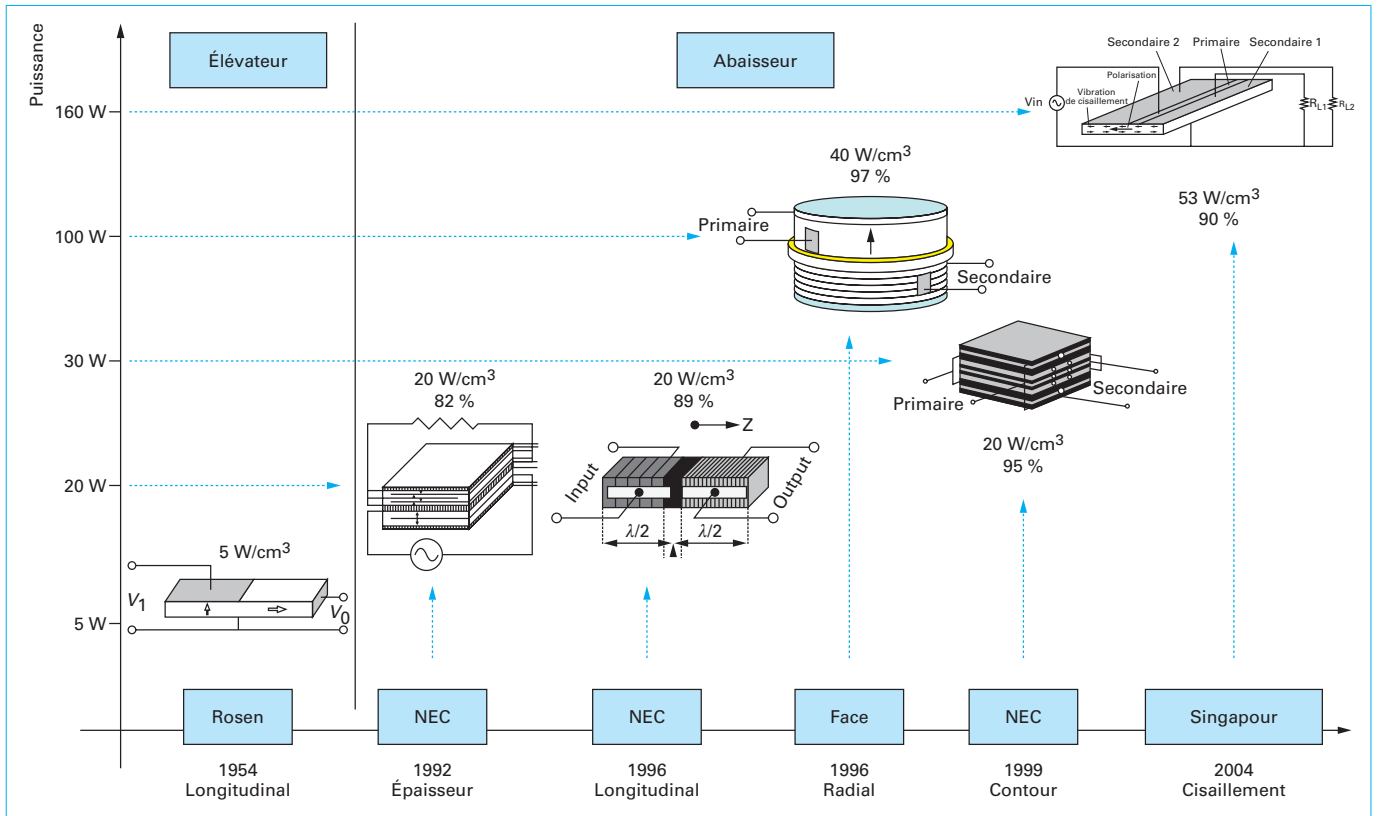 Puissance
Élévateur
Abaisseur
Secondaire 2
Primaire
Secondaire 1
Polarisation
Vibration
de cisaillement
Vin
RL1
RL2
160 W
40 W/cm³
97 %
53 W/cm³
90 %
Primaire
100 W
Secondaire
30 W
20 W/cm³
82 %
20 W/cm³
89 %
Z
Primaire
Secondaire
20 W/cm³
95 %
Input
Output
20 W
λ/2
λ/2
5 W/cm³
V1
V0
5 W
Rosen
NEC
NEC
Face
NEC
Singapour
1954
Longitudinal
1992
Épaisseur
1996
Longitudinal
1996
Radial
1999
Contour
2004
Cisaillement